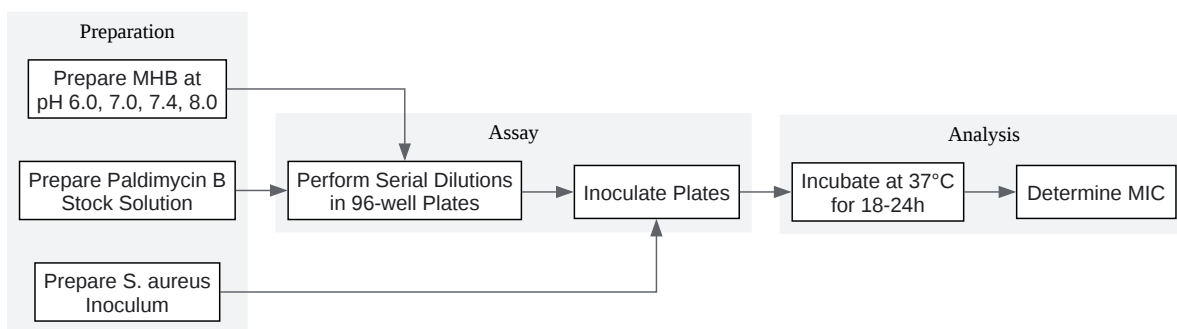 Preparation
Prepare MHB at
pH 6.0, 7.0, 7.4, 8.0
Prepare Paldimycin B
Stock Solution
Prepare S. aureus
Inoculum
Assay
Perform Serial Dilutions
in 96-well Plates
Inoculate Plates
Analysis
Incubate at 37°C
for 18-24h
Determine MIC